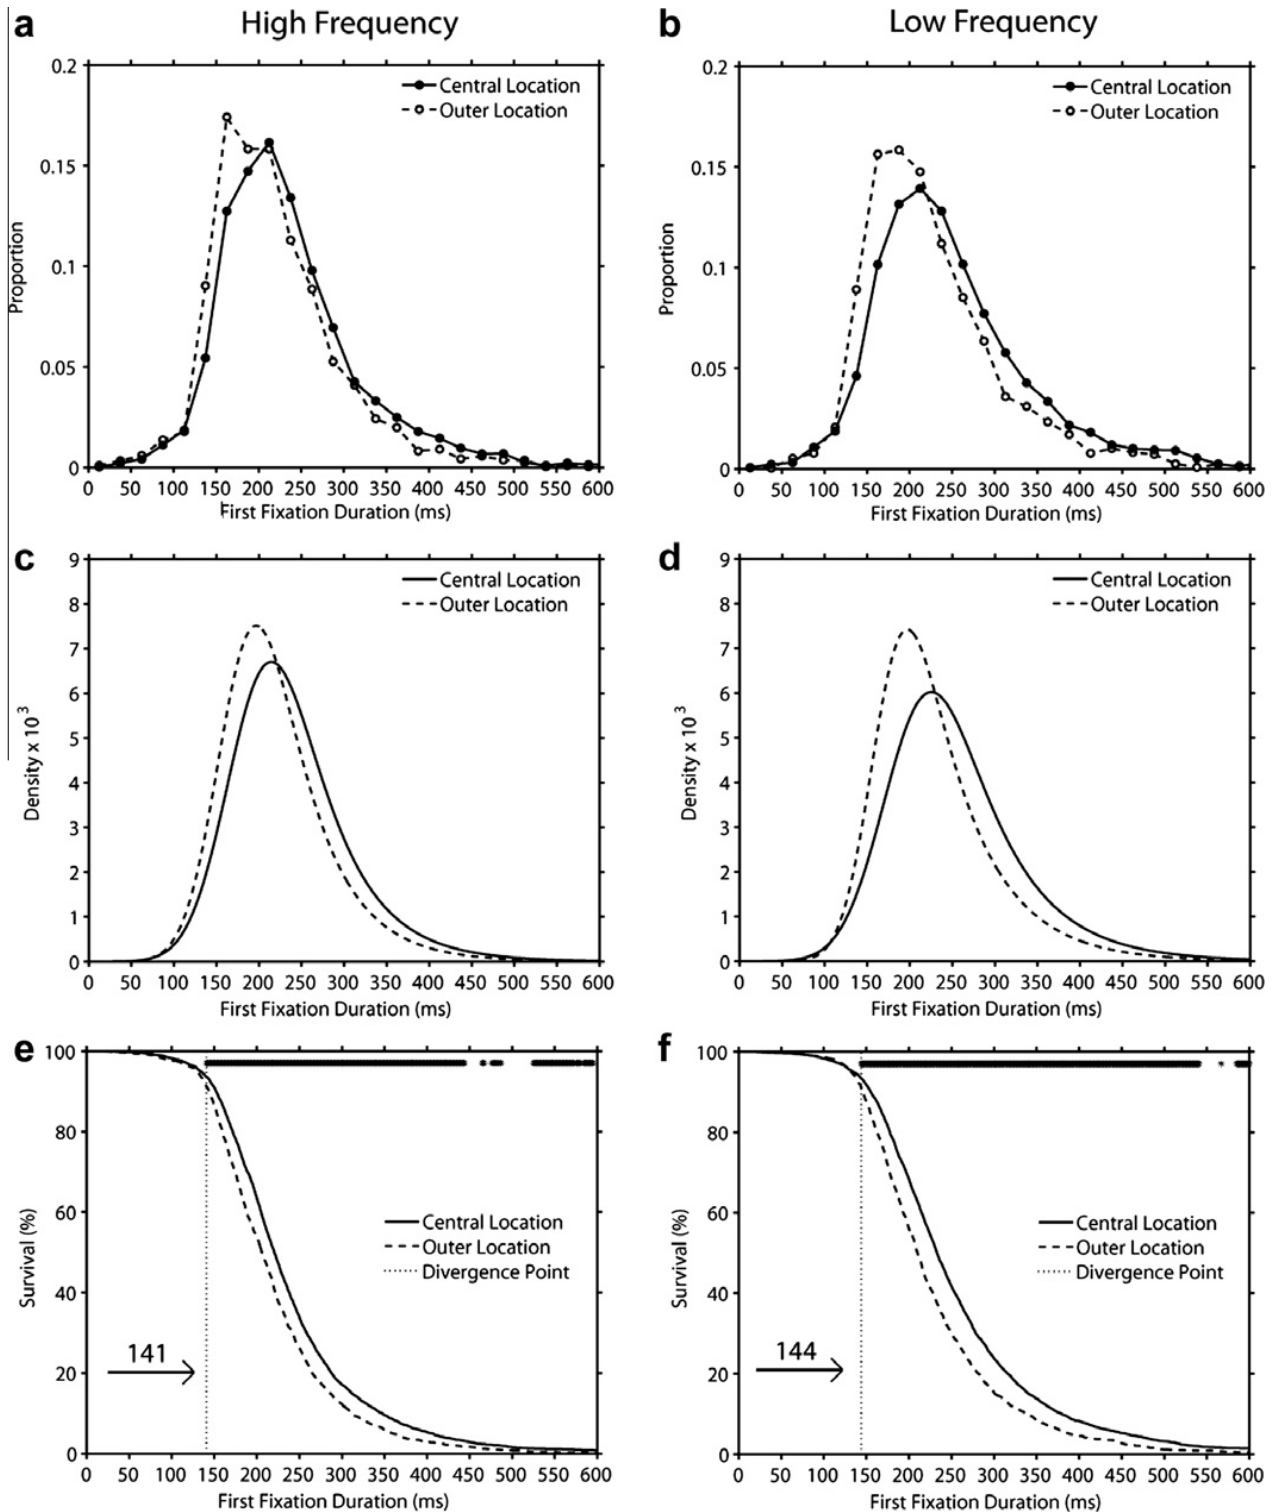 a High Frequency
Central Location
Outer Location
0.2
0.15
0.1
0.05
0
Proportion
0 50 100 150 200 250 300 350 400 450 500 550 600
First Fixation Duration (ms)
b Low Frequency
Central Location
Outer Location
0.2
0.15
0.1
0.05
0
Proportion
0 50 100 150 200 250 300 350 400 450 500 550 600
First Fixation Duration (ms)
c
Central Location
Outer Location
9
8
7
6
5
4
3
2
1
0
Density x 10³
0 50 100 150 200 250 300 350 400 450 500 550 600
First Fixation Duration (ms)
d
Central Location
Outer Location
9
8
7
6
5
4
3
2
1
0
Density x 10³
0 50 100 150 200 250 300 350 400 450 500 550 600
First Fixation Duration (ms)
e
100
80
60
40
20
0
Survival (%)
Central Location
Outer Location
Divergence Point
141
0 50 100 150 200 250 300 350 400 450 500 550 600
First Fixation Duration (ms)
f
100
80
60
40
20
0
Survival (%)
Central Location
Outer Location
Divergence Point
144
0 50 100 150 200 250 300 350 400 450 500 550 600
First Fixation Duration (ms)